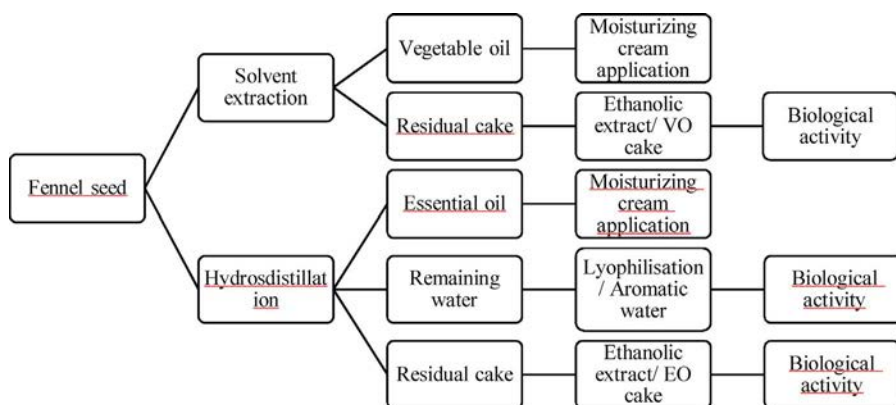 Vegetable oil
Moisturizing
cream
application
Solvent
extraction
Residual cake
Ethanolic
extract/ VO
cake
Biological
activity
Fennel seed
Essential oil
Moisturizing
cream
application
Hydrosdistillat
ion
Remaining
water
Lyophilisation
/ Aromatic
water
Biological
activity
Residual cake
Ethanolic
extract/ EO
cake
Biological
activity